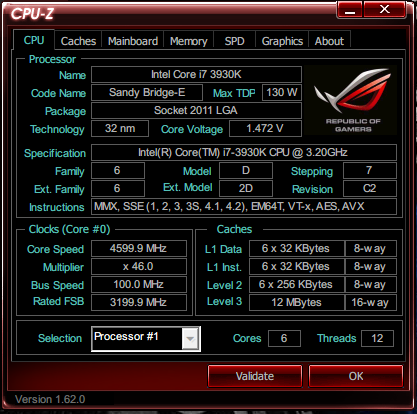 CPU-Z
CPU Caches Mainboard Memory SPD Graphics About
Processor
Name Intel Core i7 3930K
Code Name Sandy Bridge-E Max TDP 130 W
Package Socket 2011 LGA
Technology 32 nm Core Voltage 1.472 V
REPUBLIC OF
GAMERS
Specification Intel(R) Core(TM) i7-3930K CPU @ 3.20GHz
Family 6 Model D Stepping 7
Ext. Family 6 Ext. Model 2D Revision C2
Instructions MMX, SSE (1, 2, 3, 3S, 4.1, 4.2), EM64T, VT-x, AES, AVX
Clocks (Core #0)
Core Speed 4599.9 MHz
Multiplier x 46.0
Bus Speed 100.0 MHz
Rated FSB 3199.9 MHz
Caches
L1 Data 6 x 32 KBytes 8-way
L1 Inst. 6 x 32 KBytes 8-way
Level 2 6 x 256 KBytes 8-way
Level 3 12 MBytes 16-way
Selection Processor #1 Cores 6 Threads 12
Validate OK
Version 1.62.0